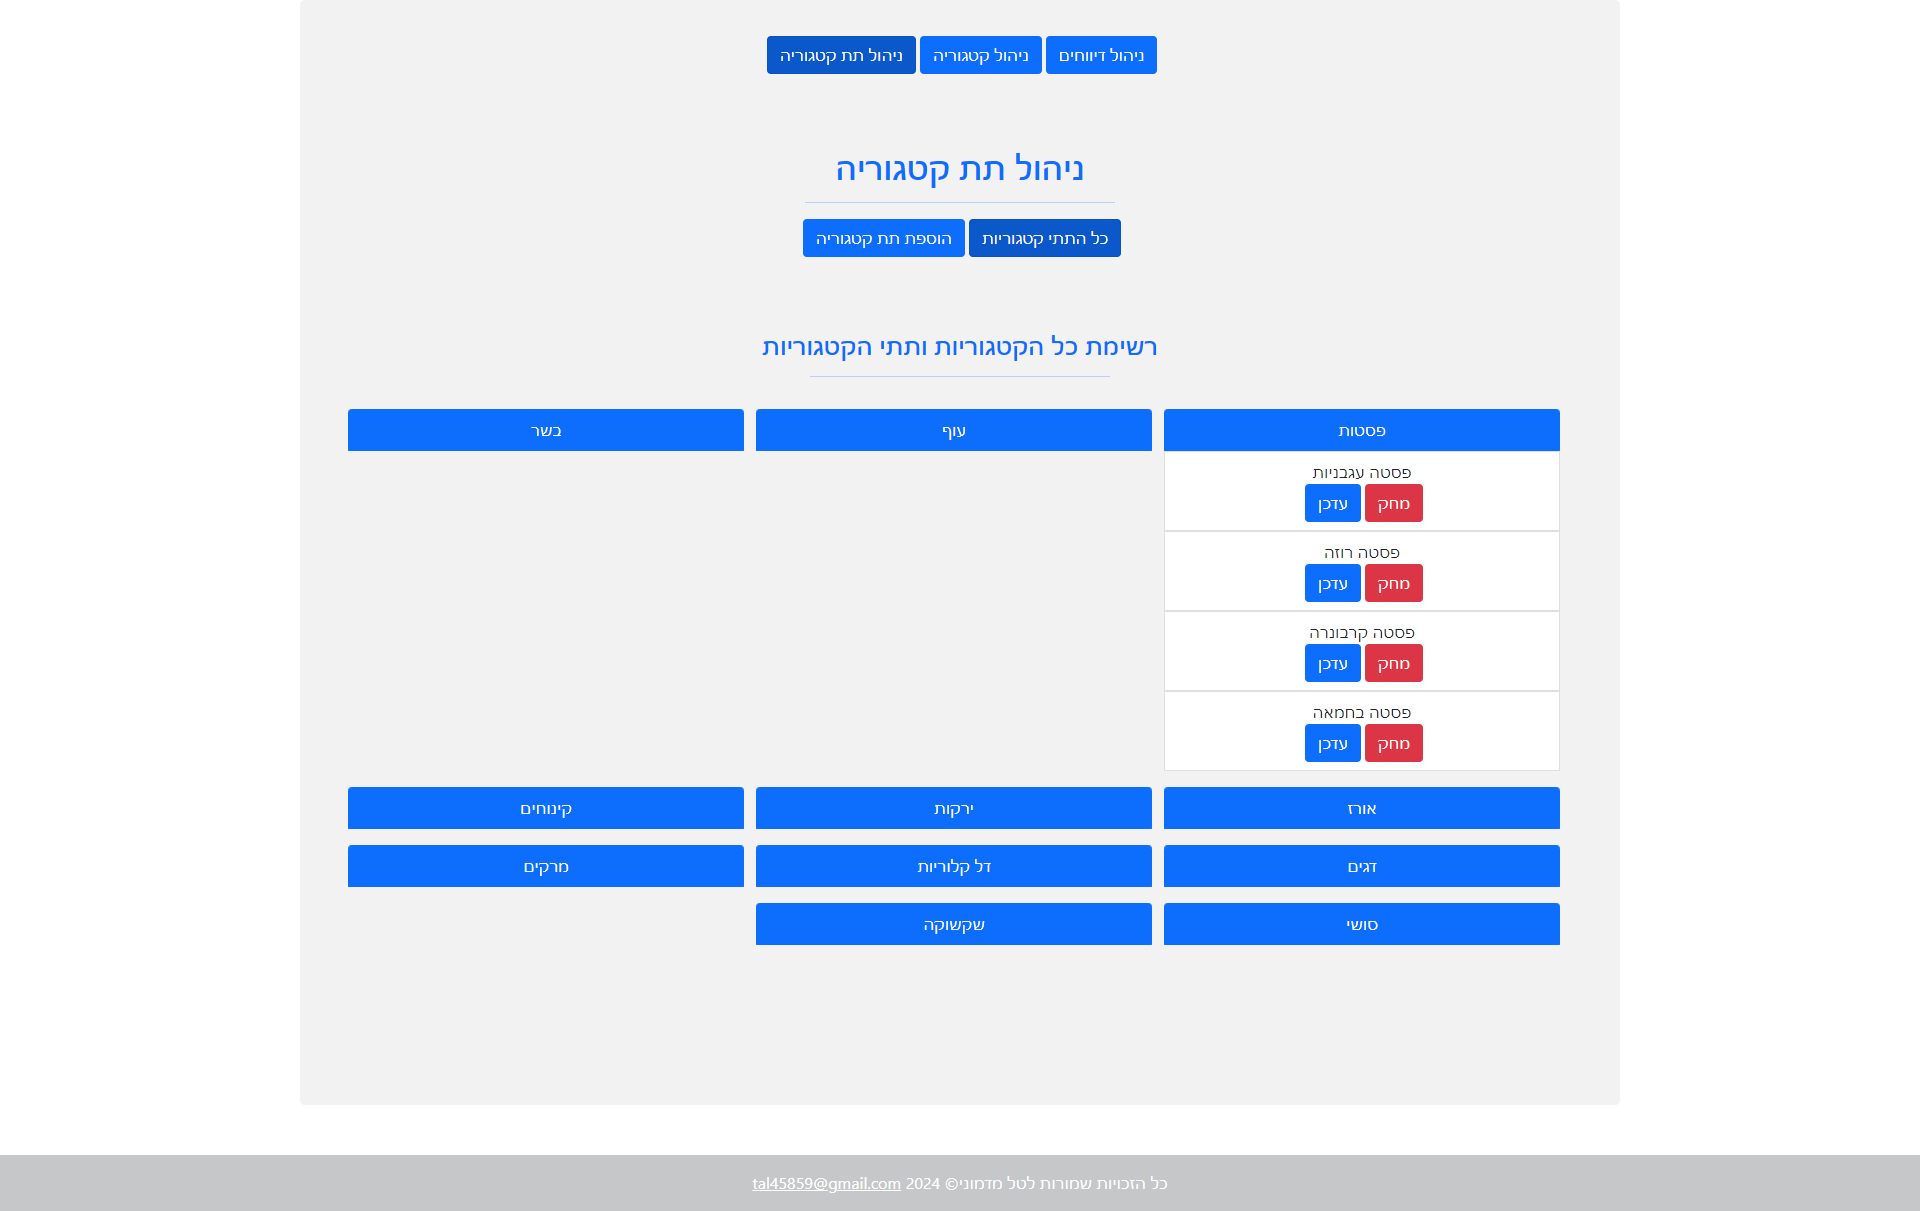 ניהול דיווחים ניהול קטגוריה ניהול תת קטגוריה
ניהול תת קטגוריה
כל התתי קטגוריות הוספת תת קטגוריה
רשימת כל הקטגוריות ותתי הקטגוריות
פסטות עוף בשר
פסטה עגבניות
מחק עדכן
פסטה רוזה
מחק עדכן
פסטה קרבונרה
מחק עדכן
פסטה בחמאה
מחק עדכן
אורז ירקות קינוחים
דגים דל קלוריות מרקים
סושי שקשוקה
כל הזכויות שמורות לטל מדמוני© 2024 tal45859@gmail.com